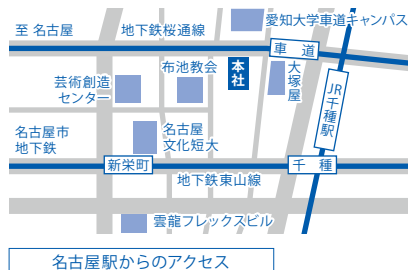 愛知大学車道キャンパス
至 名古屋
地下鉄桜通線
車 道
布池教会
本社
大塚屋
芸術創造
センター
JR千種駅
名古屋市
地下鉄
名古屋
文化短大
新栄町
千 種
地下鉄東山線
雲龍フレックスビル
名古屋駅からのアクセス